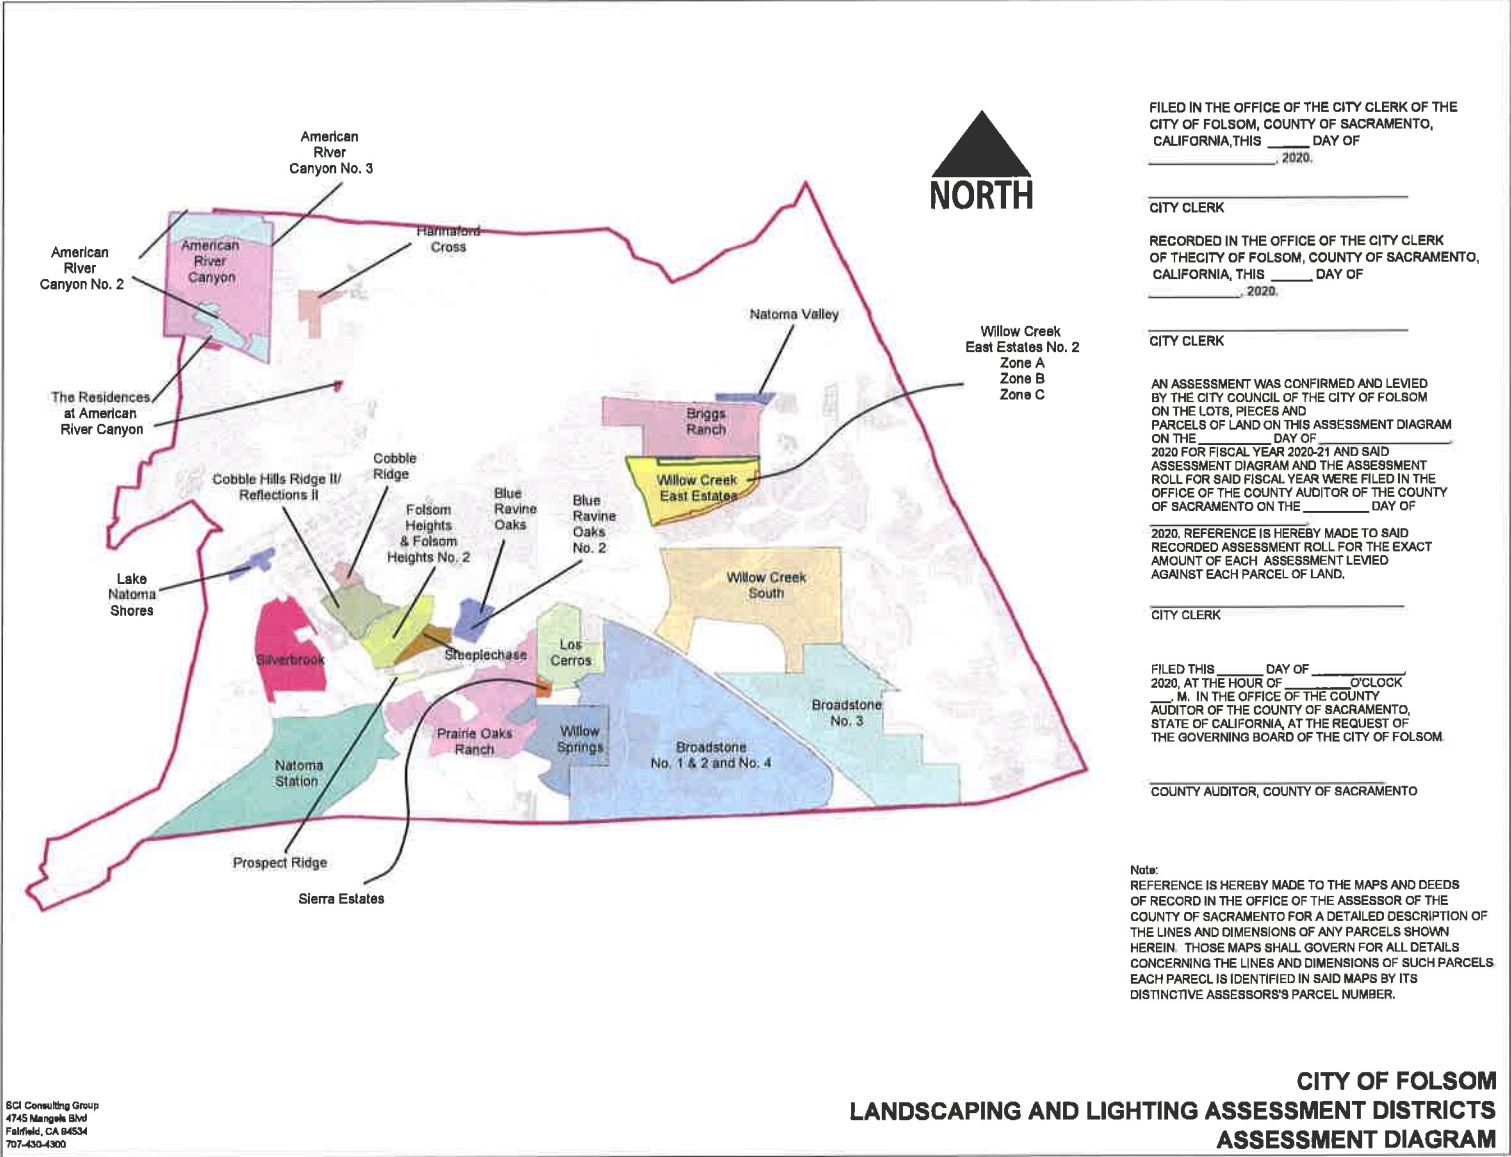 American
River
Canyon No. 3
American
River
Canyon No. 2
American
River
Canyon
Hannaford
Cross
The Residences
at American
River Canyon
Natoma Valley
Willow Creek
East Estates No. 2
Zone A
Zone B
Zone C
Briggs
Ranch
Willow Creek
East Estates
Cobble Hills Ridge II/
Reflections II
Cobble
Ridge
Folsom
Heights
& Folsom
Heights No. 2
Blue
Ravine
Oaks
Blue
Ravine
Oaks
No. 2
Lake
Natoma
Shores
Silverbrook
Steeplechase
Los
Cerros
Willow Creek
South
Broadstone
No. 3
Prairie Oaks
Ranch
Willow
Springs
Broadstone
No. 1 & 2 and No. 4
Natoma
Station
Prospect Ridge
Sierra Estates
NORTH
FILED IN THE OFFICE OF THE CITY CLERK OF THE
CITY OF FOLSOM, COUNTY OF SACRAMENTO,
CALIFORNIA,THIS _____ DAY OF
_______________, 2020.
CITY CLERK
RECORDED IN THE OFFICE OF THE CITY CLERK
OF THECITY OF FOLSOM, COUNTY OF SACRAMENTO,
CALIFORNIA, THIS _____ DAY OF
___________, 2020.
CITY CLERK
AN ASSESSMENT WAS CONFIRMED AND LEVIED
BY THE CITY COUNCIL OF THE CITY OF FOLSOM
ON THE LOTS, PIECES AND
PARCELS OF LAND ON THIS ASSESSMENT DIAGRAM
ON THE _________ DAY OF ________________,
2020 FOR FISCAL YEAR 2020-21 AND SAID
ASSESSMENT DIAGRAM AND THE ASSESSMENT
ROLL FOR SAID FISCAL YEAR WERE FILED IN THE
OFFICE OF THE COUNTY AUDITOR OF THE COUNTY
OF SACRAMENTO ON THE ________ DAY OF
____________________
2020. REFERENCE IS HEREBY MADE TO SAID
RECORDED ASSESSMENT ROLL FOR THE EXACT
AMOUNT OF EACH ASSESSMENT LEVIED
AGAINST EACH PARCEL OF LAND.
CITY CLERK
FILED THIS ______ DAY OF ___________,
2020, AT THE HOUR OF ________O'CLOCK
___. M. IN THE OFFICE OF THE COUNTY
AUDITOR OF THE COUNTY OF SACRAMENTO,
STATE OF CALIFORNIA, AT THE REQUEST OF
THE GOVERNING BOARD OF THE CITY OF FOLSOM.
COUNTY AUDITOR, COUNTY OF SACRAMENTO
Note:
REFERENCE IS HEREBY MADE TO THE MAPS AND DEEDS
OF RECORD IN THE OFFICE OF THE ASSESSOR OF THE
COUNTY OF SACRAMENTO FOR A DETAILED DESCRIPTION OF
THE LINES AND DIMENSIONS OF ANY PARCELS SHOWN
HEREIN. THOSE MAPS SHALL GOVERN FOR ALL DETAILS
CONCERNING THE LINES AND DIMENSIONS OF SUCH PARCELS.
EACH PARECL IS IDENTIFIED IN SAID MAPS BY ITS
DISTINCTIVE ASSESSORS'S PARCEL NUMBER.
SCI Consulting Group
4745 Mangels Blvd
Fairfield, CA 94534
707-430-4300
CITY OF FOLSOM
LANDSCAPING AND LIGHTING ASSESSMENT DISTRICTS
ASSESSMENT DIAGRAM